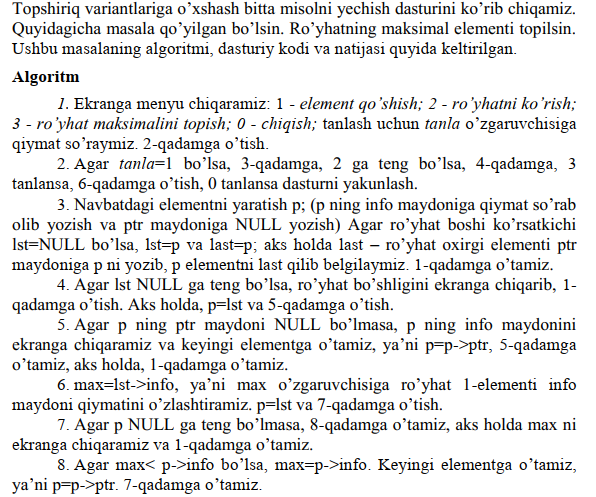 Topshiriq variantlariga o’xshash bitta misolni yechish dasturini ko’rib chiqamiz.
Quyidagicha masala qo’yilgan bo’lsin. Ro’yhatning maksimal elementi topilsin.
Ushbu masalaning algoritmi, dasturiy kodi va natijasi quyida keltirilgan.
Algoritm
1. Ekranga menyu chiqaramiz: 1 - element qo’shish; 2 - ro’yhatni ko’rish;
3 - ro’yhat maksimalini topish; 0 - chiqish; tanlash uchun tanla o’zgaruvchisiga
qiymat so’raymiz. 2-qadamga o’tish.
2. Agar tanla=1 bo’lsa, 3-qadamga, 2 ga teng bo’lsa, 4-qadamga, 3
tanlansa, 6-qadamga o’tish, 0 tanlansa dasturni yakunlash.
3. Navbatdagi elementni yaratish p; (p ning info maydoniga qiymat so’rab
olib yozish va ptr maydoniga NULL yozish) Agar ro’yhat boshi ko’rsatkichi
lst=NULL bo’lsa, lst=p va last=p; aks holda last – ro’yhat oxirgi elementi ptr
maydoniga p ni yozib, p elementni last qilib belgilaymiz. 1-qadamga o’tamiz.
4. Agar lst NULL ga teng bo’lsa, ro’yhat bo’shligini ekranga chiqarib, 1-
qadamga o’tish. Aks holda, p=lst va 5-qadamga o’tish.
5. Agar p ning ptr maydoni NULL bo’lmasa, p ning info maydonini
ekranga chiqaramiz va keyingi elementga o’tamiz, ya’ni p=p->ptr, 5-qadamga
o’tamiz, aks holda, 1-qadamga o’tamiz.
6. max=lst->info, ya’ni max o’zgaruvchisiga ro’yhat 1-elementi info
maydoni qiymatini o’zlashtiramiz. p=lst va 7-qadamga o’tish.
7. Agar p NULL ga teng bo’lmasa, 8-qadamga o’tamiz, aks holda max ni
ekranga chiqaramiz va 1-qadamga o’tamiz.
8. Agar max< p->info bo’lsa, max=p->info. Keyingi elementga o’tamiz,
ya’ni p=p->ptr. 7-qadamga o’tamiz.